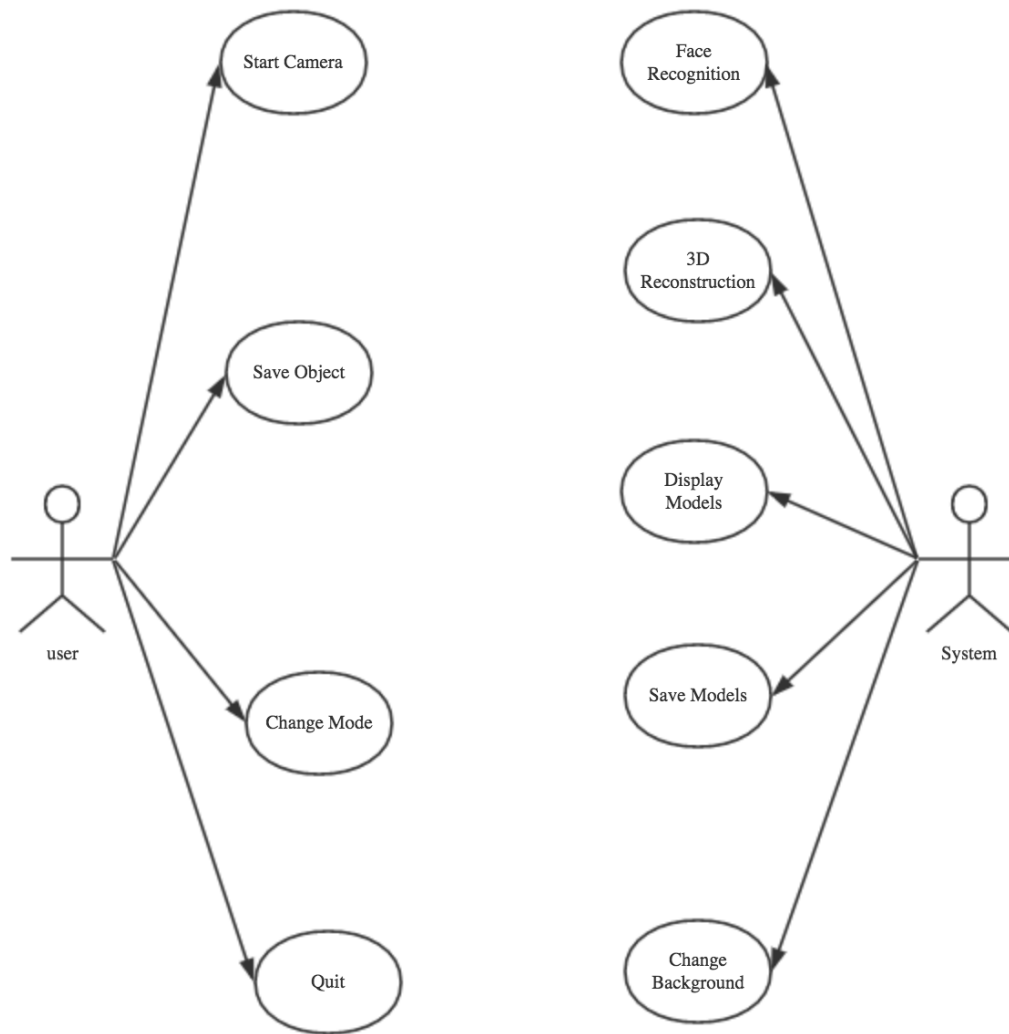 Start Camera
Save Object
user
Change Mode
Quit
Face
Recognition
3D
Reconstruction
Display
Models
System
Save Models
Change
Background